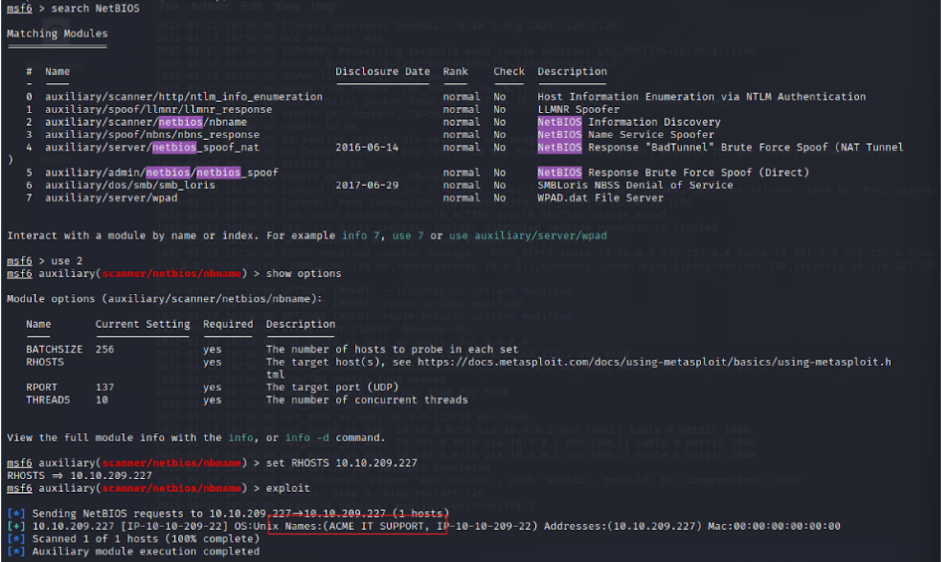 msf6 > search NetBIOS
Matching Modules
# Name Disclosure Date Rank Check Description
- ---- --------------- ---- ----- -----------
0 auxiliary/scanner/http/ntlm_info_enumeration normal No Host Information Enumeration via NTLM Authentication
1 auxiliary/spoof/llmnr/llmnr_response normal No LLMNR Spoofer
2 auxiliary/scanner/netbios/nbname normal No NetBIOS Information Discovery
3 auxiliary/spoof/nbns/nbns_response normal No NetBIOS Name Service Spoofer
4 auxiliary/server/netbios_spoof_nat 2016-06-14 normal No NetBIOS Response "BadTunnel" Brute Force Spoof (NAT Tunnel
)
5 auxiliary/admin/netbios/netbios_spoof normal No NetBIOS Response Brute Force Spoof (Direct)
6 auxiliary/dos/smb/smb_loris 2017-06-29 normal No SMBLoris NBSS Denial of Service
7 auxiliary/server/wpad normal No WPAD.dat File Server
Interact with a module by name or index. For example info 7, use 7 or use auxiliary/server/wpad
msf6 > use 2
msf6 auxiliary(scanner/netbios/nbname) > show options
Module options (auxiliary/scanner/netbios/nbname):
Name Current Setting Required Description
BATCHSIZE 256 yes The number of hosts to probe in each set
RHOSTS yes The target host(s), see https://docs.metasploit.com/docs/using-metasploit/basics/using-metasploit.h
tml
RPORT 137 yes The target port (UDP)
THREADS 10 yes The number of concurrent threads
View the full module info with the info, or info -d command.
msf6 auxiliary(scanner/netbios/nbname) > set RHOSTS 10.10.209.227
RHOSTS => 10.10.209.227
msf6 auxiliary(scanner/netbios/nbname) > exploit
[*] Sending NetBIOS requests to 10.10.209.227->10.10.209.227 (1 hosts)
[+] 10.10.209.227 [IP-10-10-209-22] OS:Unix Names:(ACME IT SUPPORT, IP-10-10-209-22) Addresses:(10.10.209.227) Mac:00:00:00:00:00:00
[*] Scanned 1 of 1 hosts (100% complete)
[*] Auxiliary module execution completed